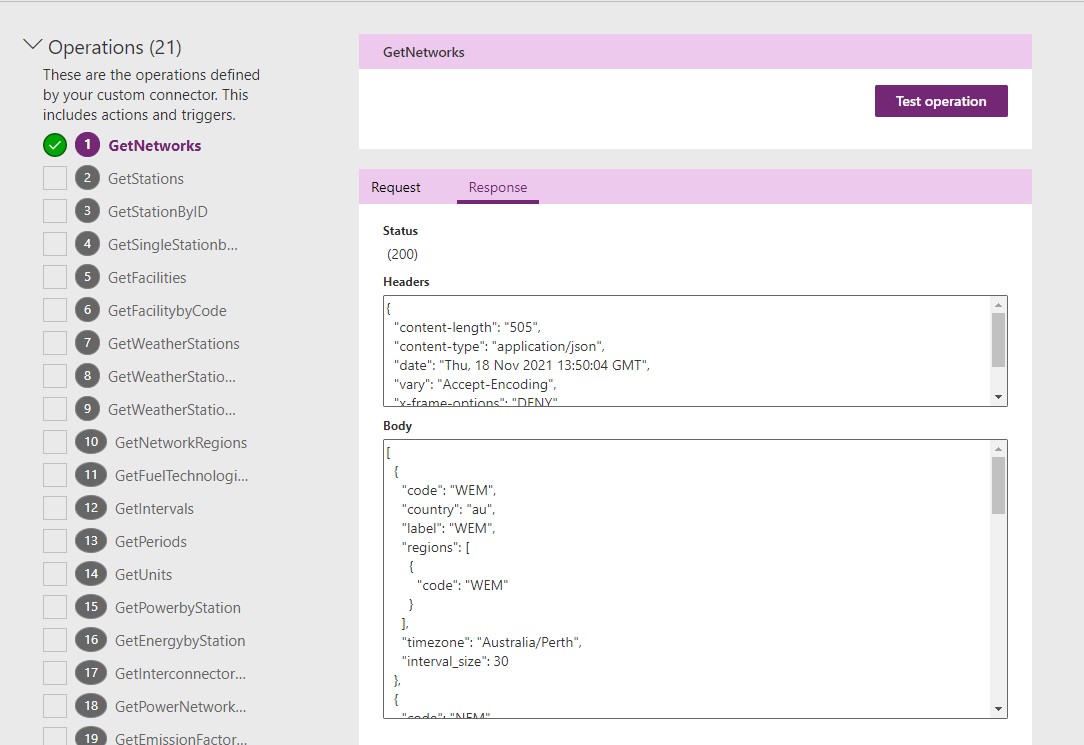 Operations (21)
These are the operations defined
by your custom connector. This
includes actions and triggers.
1 GetNetworks
2 GetStations
3 GetStationByID
4 GetSingleStationb...
5 GetFacilities
6 GetFacilitybyCode
7 GetWeatherStations
8 GetWeatherStatio...
9 GetWeatherStatio...
10 GetNetworkRegions
11 GetFuelTechnologi...
12 GetIntervals
13 GetPeriods
14 GetUnits
15 GetPowerbyStation
16 GetEnergybyStation
17 GetInterconnector...
18 GetPowerNetwork...
19 GetEmissionFactor...
GetNetworks
Test operation
Request Response
Status
(200)
Headers
{
"content-length": "505",
"content-type": "application/json",
"date": "Thu, 18 Nov 2021 13:50:04 GMT",
"vary": "Accept-Encoding",
"x-frame-options": "DENY"
Body
[
{
"code": "WEM",
"country": "au",
"label": "WEM",
"regions": [
{
"code": "WEM"
}
],
"timezone": "Australia/Perth",
"interval_size": 30
},
{
"code": "NEM"